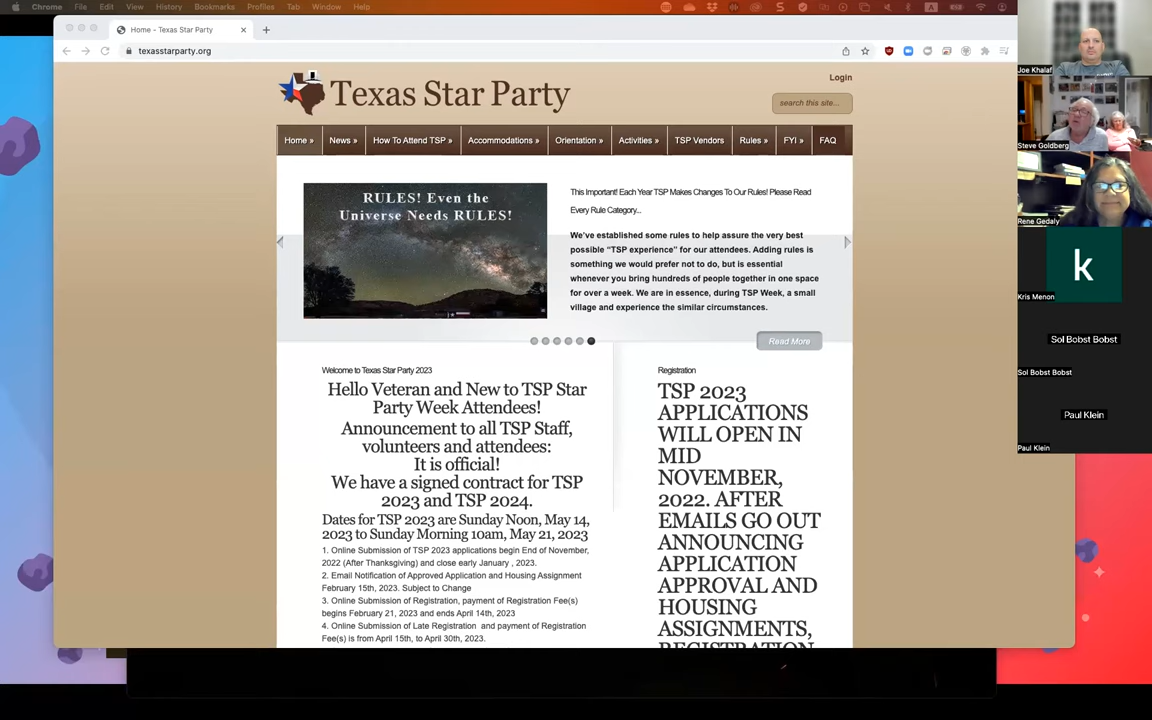 Chrome File Edit View History Bookmarks Profiles Tab Window Help
Home - Texas Star Party
texasstarparty.org
Texas Star Party
Login
search this site...
Home » News » How To Attend TSP » Accommodations » Orientation » Activities » TSP Vendors Rules » FYI » FAQ
RULES! Even the
Universe Needs RULES!
This Important! Each Year TSP Makes Changes To Our Rules! Please Read
Every Rule Category...
We've established some rules to help assure the very best
possible “TSP experience” for our attendees. Adding rules is
something we would prefer not to do, but is essential
whenever you bring hundreds of people together in one space
for over a week. We are in essence, during TSP Week, a small
village and experience the similar circumstances.
Read More
Welcome to Texas Star Party 2023
Hello Veteran and New to TSP Star
Party Week Attendees!
Announcement to all TSP Staff,
volunteers and attendees:
It is official!
We have a signed contract for TSP
2023 and TSP 2024.
Dates for TSP 2023 are Sunday Noon, May 14,
2023 to Sunday Morning 10am, May 21, 2023
1. Online Submission of TSP 2023 applications begin End of November,
2022 (After Thanksgiving) and close early January , 2023.
2. Email Notification of Approved Application and Housing Assignment
February 15th, 2023. Subject to Change
3. Online Submission of Registration, payment of Registration Fee(s)
begins February 21, 2023 and ends April 14th, 2023
4. Online Submission of Late Registration and payment of Registration
Fee(s) is from April 15th, to April 30th, 2023.
Registration
TSP 2023
APPLICATIONS
WILL OPEN IN
MID
NOVEMBER,
2022. AFTER
EMAILS GO OUT
ANNOUNCING
APPLICATION
APPROVAL AND
HOUSING
ASSIGNMENTS,
REGISTRATION
Joe Khalaf
Steve Goldberg
Rene Gedaly
k
Kris Menon
Sol Bobst Bobst
Sol Bobst Bobst
Paul Klein
Paul Klein